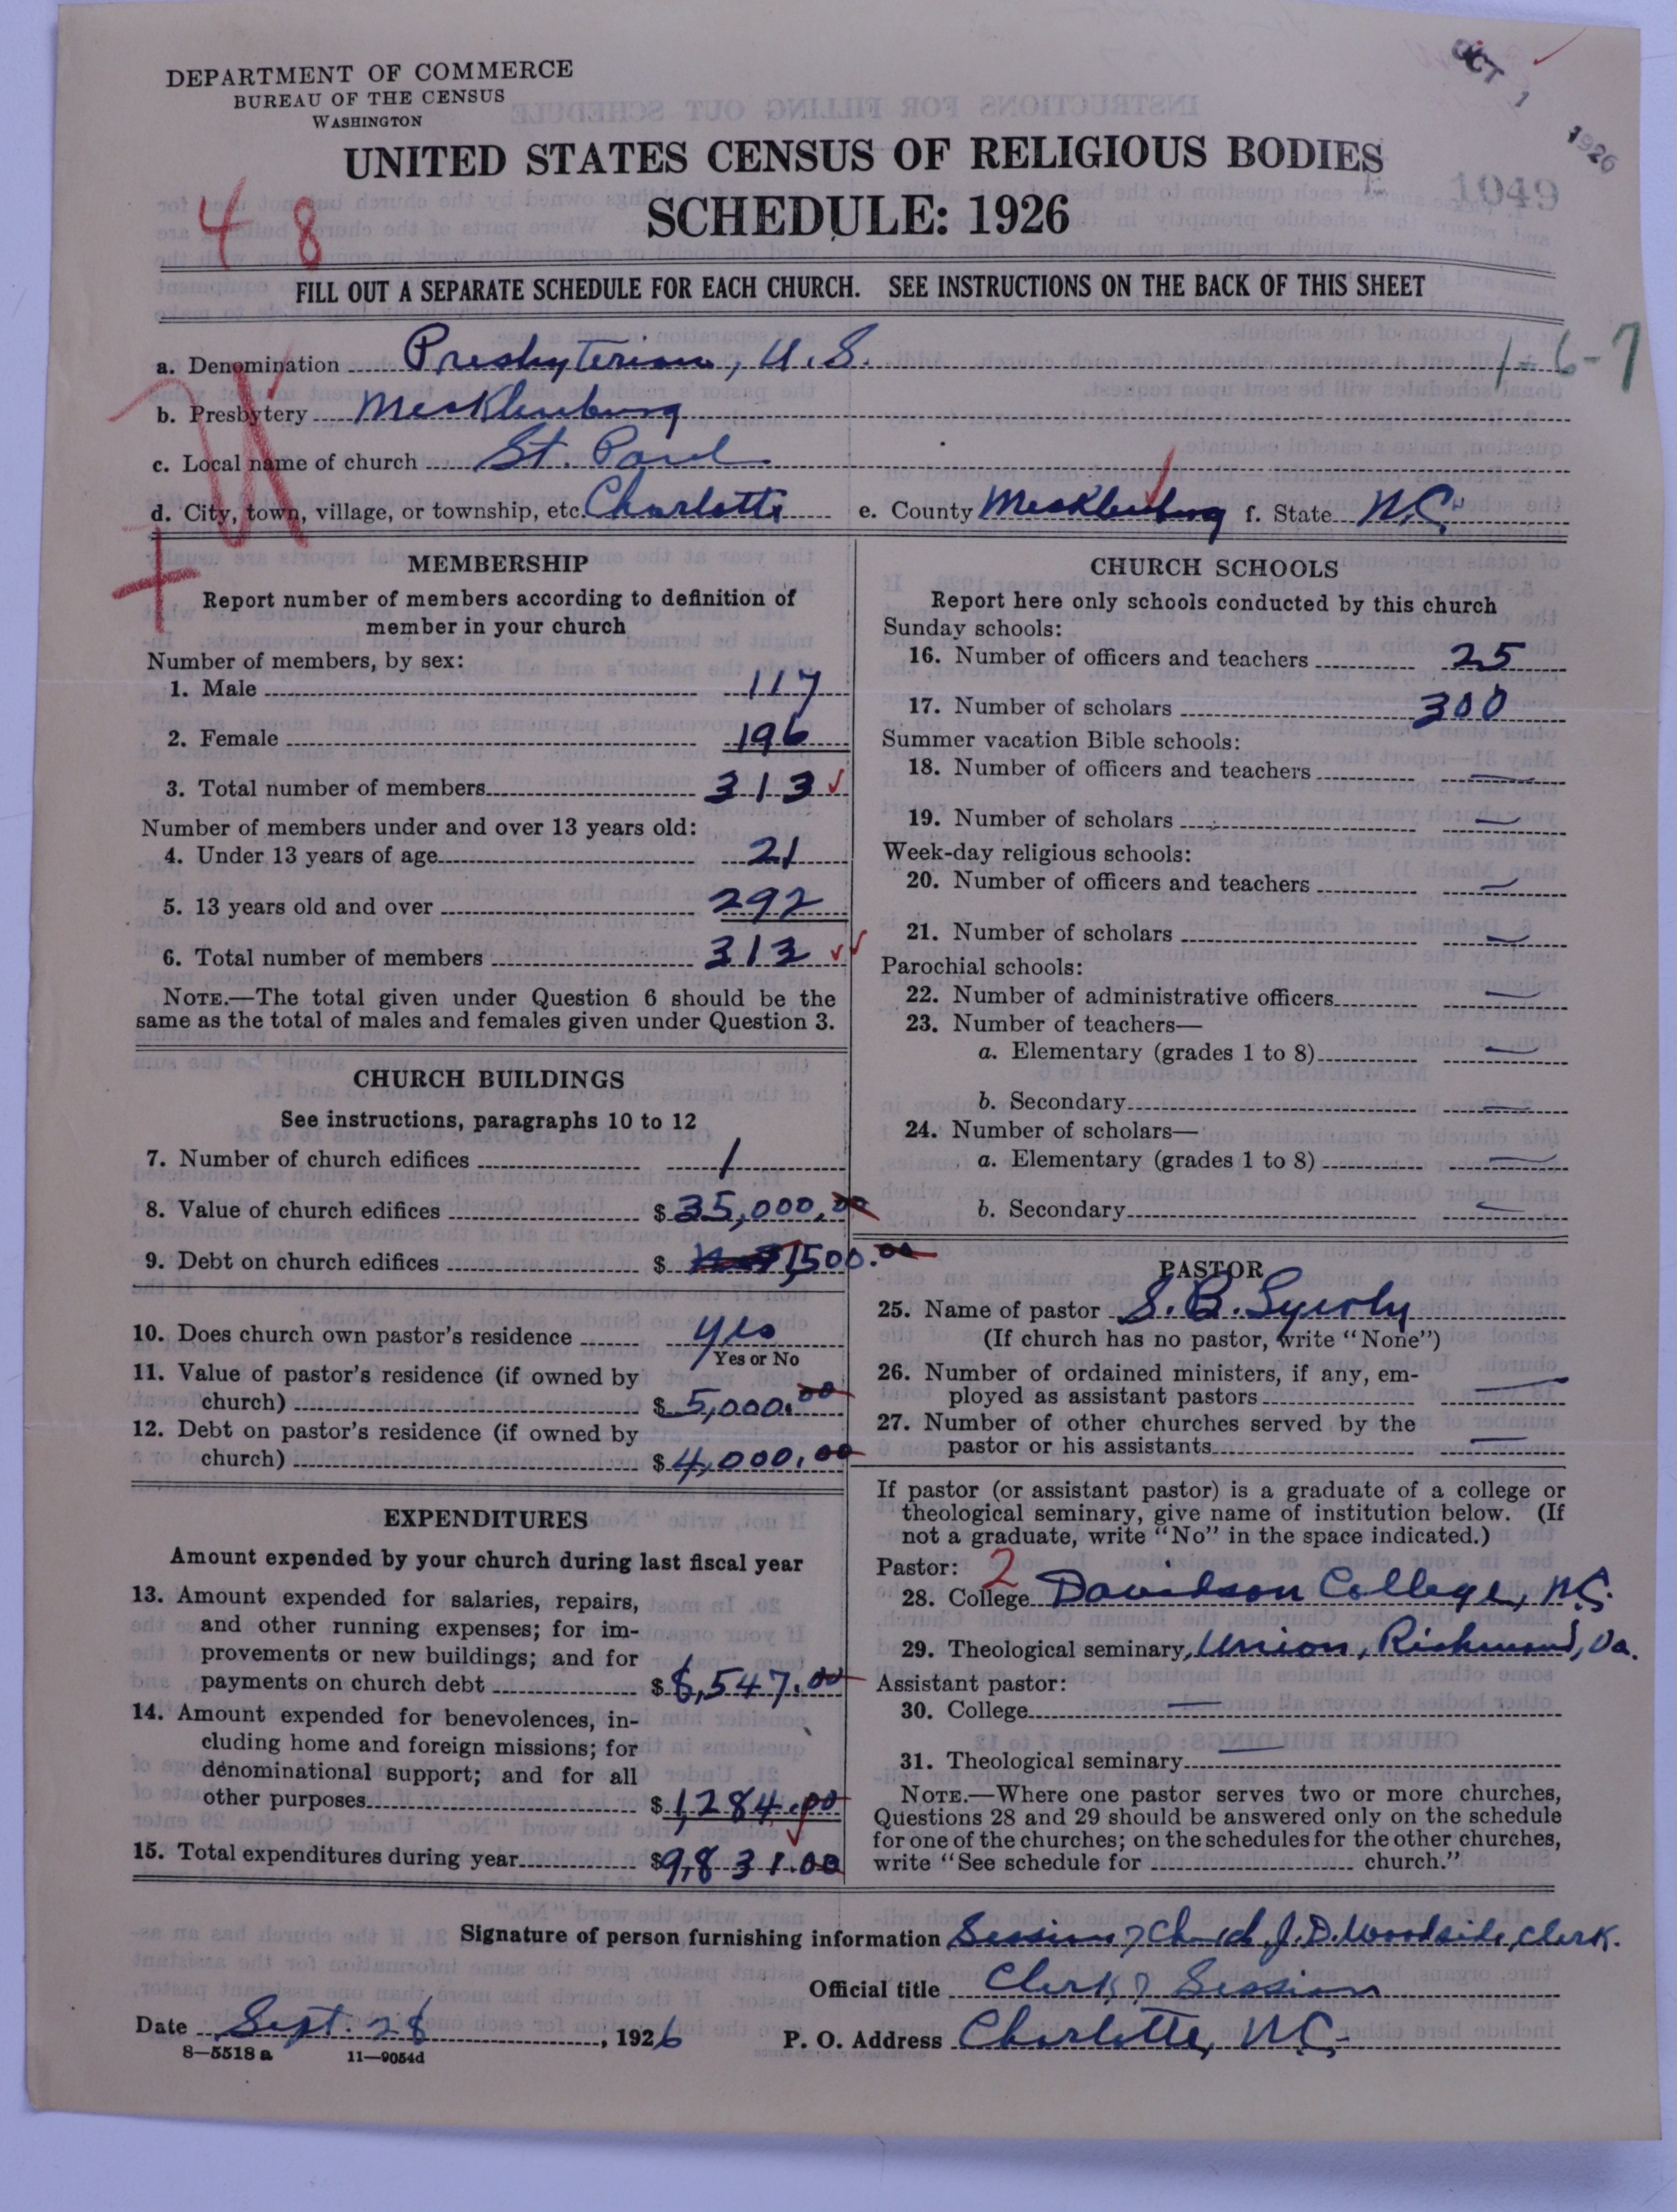 OCT 1 1926
DEPARTMENT OF COMMERCE
BUREAU OF THE CENSUS
WASHINGTON
UNITED STATES CENSUS OF RELIGIOUS BODIES
1049
SCHEDULE: 1926
48
FILL OUT A SEPARATE SCHEDULE FOR EACH CHURCH. SEE INSTRUCTIONS ON THE BACK OF THIS SHEET
1-6-7
a. Denomination Presbyterian, U.S.
b. Presbytery Mecklenburg
c. Local name of church St. Paul
d. City, town, village, or township, etc. Charlotte e. County Mecklenburg f. State N.C.
MEMBERSHIP
Report number of members according to definition of
member in your church
Number of members, by sex:
1. Male 117
2. Female 196
3. Total number of members 313
Number of members under and over 13 years old:
4. Under 13 years of age 21
5. 13 years old and over 292
6. Total number of members 313
NOTE.—The total given under Question 6 should be the
same as the total of males and females given under Question 3.
CHURCH BUILDINGS
See instructions, paragraphs 10 to 12
7. Number of church edifices 1
8. Value of church edifices $ 35,000.00
9. Debt on church edifices $ 1,500.00
10. Does church own pastor's residence yes
Yes or No
11. Value of pastor's residence (if owned by
church) $ 5,000.00
12. Debt on pastor's residence (if owned by
church) $ 4,000.00
EXPENDITURES
Amount expended by your church during last fiscal year
13. Amount expended for salaries, repairs,
and other running expenses; for im-
provements or new buildings; and for
payments on church debt $ 8,547.00
14. Amount expended for benevolences, in-
cluding home and foreign missions; for
denominational support; and for all
other purposes $ 1,284.00
15. Total expenditures during year $ 9,831.00
CHURCH SCHOOLS
Report here only schools conducted by this church
Sunday schools:
16. Number of officers and teachers 25
17. Number of scholars 300
Summer vacation Bible schools:
18. Number of officers and teachers —
19. Number of scholars —
Week-day religious schools:
20. Number of officers and teachers —
21. Number of scholars —
Parochial schools:
22. Number of administrative officers —
23. Number of teachers—
a. Elementary (grades 1 to 8) —
b. Secondary —
24. Number of scholars—
a. Elementary (grades 1 to 8) —
b. Secondary —
PASTOR
25. Name of pastor S. B. Lyerly
(If church has no pastor, write "None")
26. Number of ordained ministers, if any, em-
ployed as assistant pastors —
27. Number of other churches served by the
pastor or his assistants —
If pastor (or assistant pastor) is a graduate of a college or
theological seminary, give name of institution below. (If
not a graduate, write "No" in the space indicated.)
Pastor: 2
28. College Davidson College, N.C.
29. Theological seminary, Union, Richmond, Va.
Assistant pastor:
30. College —
31. Theological seminary —
NOTE.—Where one pastor serves two or more churches,
Questions 28 and 29 should be answered only on the schedule
for one of the churches; on the schedules for the other churches,
write "See schedule for church."
Signature of person furnishing information Session of Church J. D. Woodside, Clerk.
Official title Clerk of Session
Date Sept. 28, 1926 P. O. Address Charlotte, N.C.
8—5518 a 11—9054d